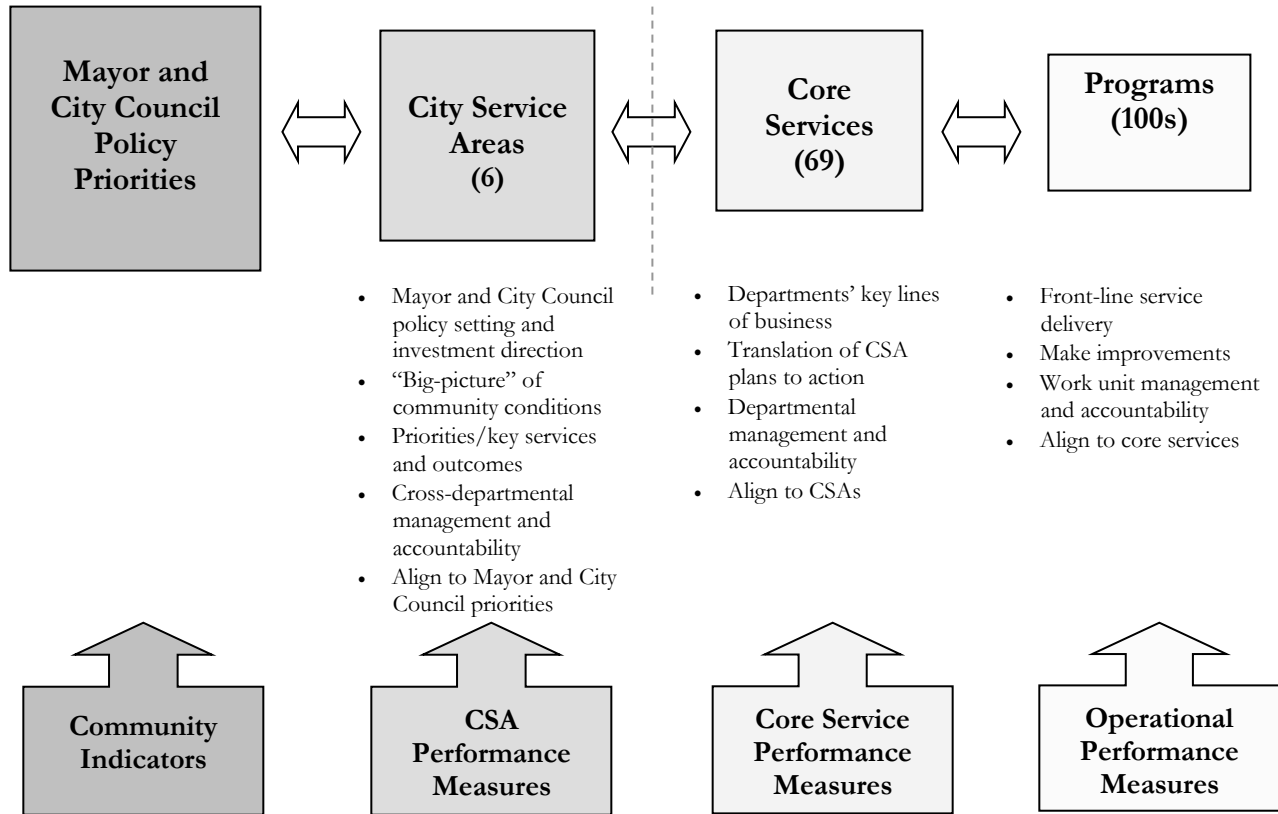 Mayor and
City Council
Policy
Priorities
City Service
Areas
(6)
Core
Services
(69)
Programs
(100s)
• Mayor and City Council
policy setting and
investment direction
• “Big-picture” of
community conditions
• Priorities/key services
and outcomes
• Cross-departmental
management and
accountability
• Align to Mayor and City
Council priorities
• Departments’ key lines
of business
• Translation of CSA
plans to action
• Departmental
management and
accountability
• Align to CSAs
• Front-line service
delivery
• Make improvements
• Work unit management
and accountability
• Align to core services
Community
Indicators
CSA
Performance
Measures
Core Service
Performance
Measures
Operational
Performance
Measures